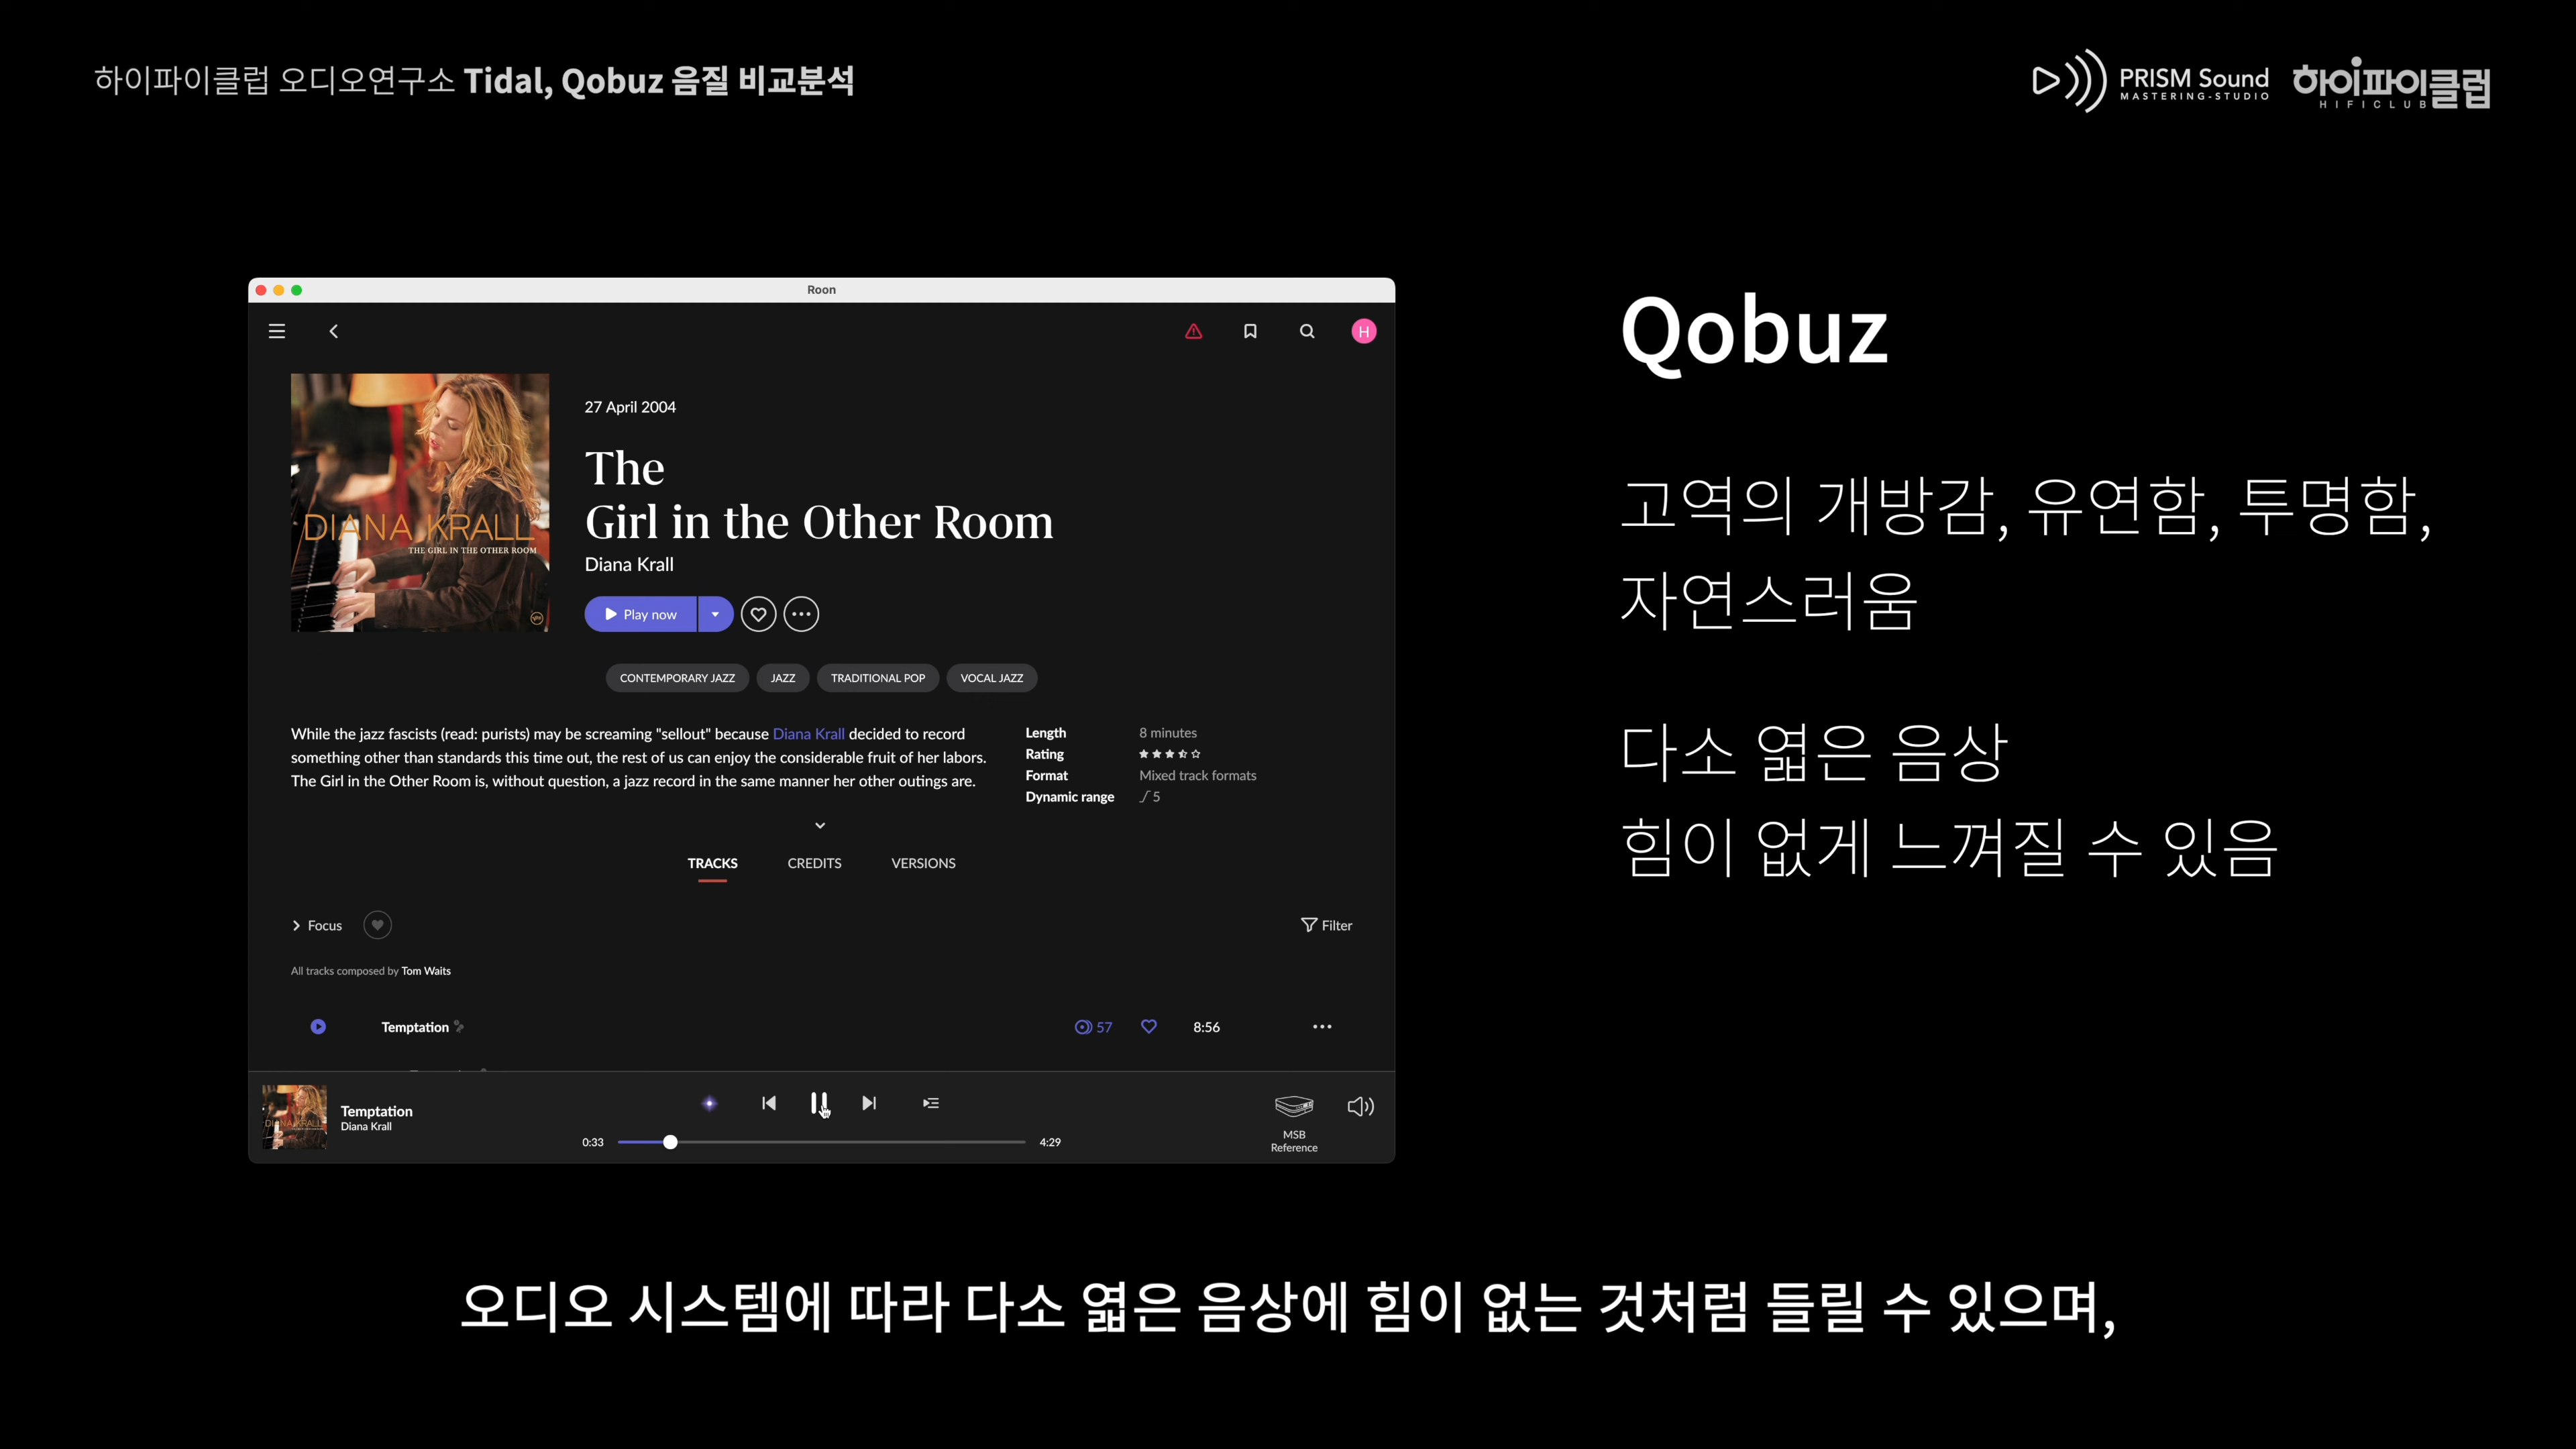 하이파이클럽 오디오연구소 Tidal, Qobuz 음질 비교분석
PRISM Sound
MASTERING-STUDIO
하이파이클럽
HIFICLUB
Roon
H
DIANA KRALL
THE GIRL IN THE OTHER ROOM
27 April 2004
The
Girl in the Other Room
Diana Krall
Play now
CONTEMPORARY JAZZ JAZZ TRADITIONAL POP VOCAL JAZZ
While the jazz fascists (read: purists) may be screaming "sellout" because Diana Krall decided to record
something other than standards this time out, the rest of us can enjoy the considerable fruit of her labors.
The Girl in the Other Room is, without question, a jazz record in the same manner her other outings are.
Length 8 minutes
Rating
Format Mixed track formats
Dynamic range 5
TRACKS CREDITS VERSIONS
Focus
Filter
All tracks composed by Tom Waits
Temptation 57 8:56
DIANA KRALL
Temptation
Diana Krall
0:33 4:29
MSB
Reference
Qobuz
고역의 개방감, 유연함, 투명함,
자연스러움
다소 엷은 음상
힘이 없게 느껴질 수 있음
오디오 시스템에 따라 다소 엷은 음상에 힘이 없는 것처럼 들릴 수 있으며,